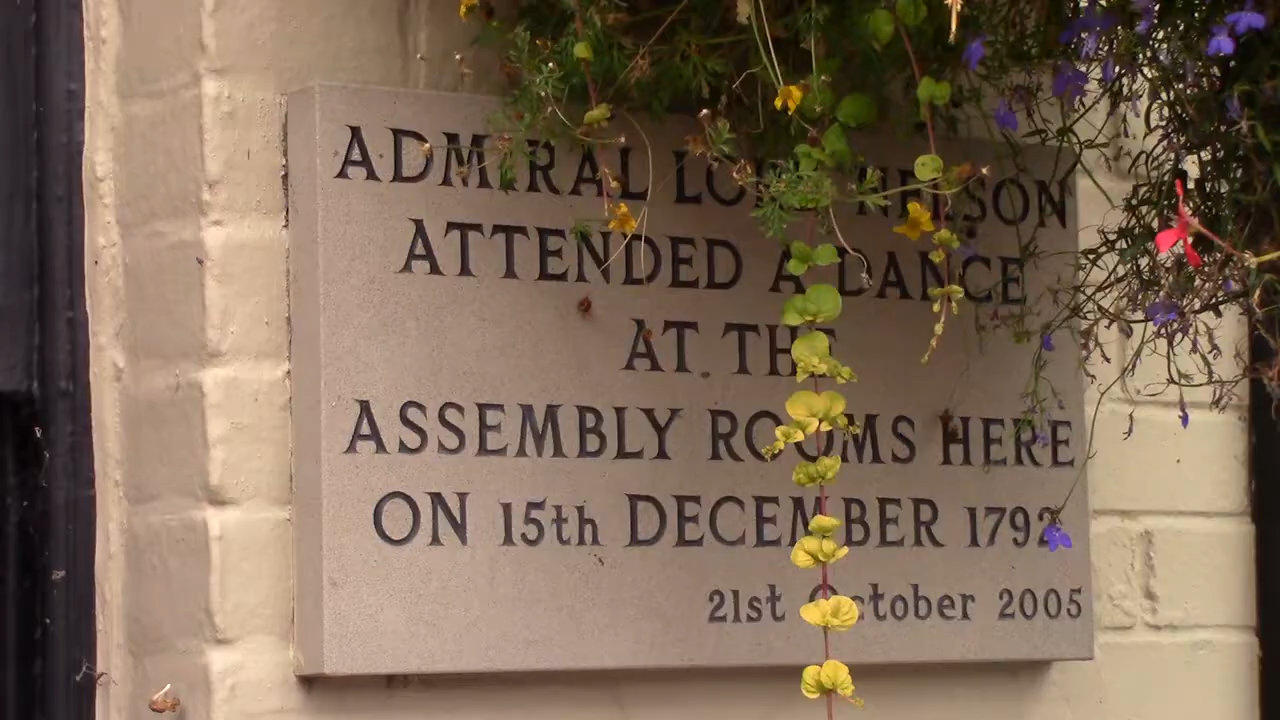 ADMIRAL LORD NELSON
ATTENDED A DANCE
AT THE
ASSEMBLY ROOMS HERE
ON 15th DECEMBER 1792
21st October 2005